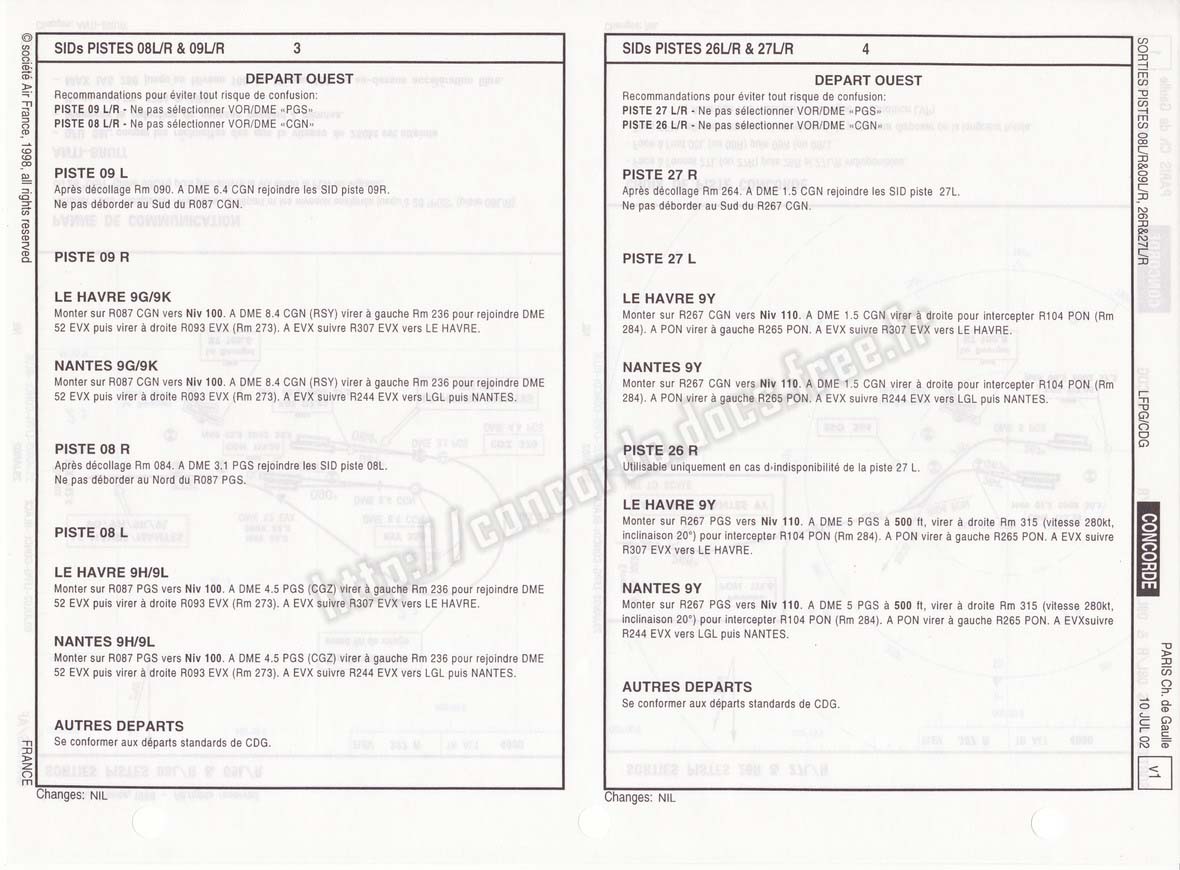 © société Air France, 1998, all rights reserved
FRANCE
SIDs PISTES 08L/R & 09L/R 3
DEPART OUEST
Recommandations pour éviter tout risque de confusion:
PISTE 09 L/R - Ne pas sélectionner VOR/DME «PGS»
PISTE 08 L/R - Ne pas sélectionner VOR/DME «CGN»
PISTE 09 L
Après décollage Rm 090. A DME 6.4 CGN rejoindre les SID piste 09R.
Ne pas déborder au Sud du R087 CGN.
PISTE 09 R
LE HAVRE 9G/9K
Monter sur R087 CGN vers Niv 100. A DME 8.4 CGN (RSY) virer à gauche Rm 236 pour rejoindre DME
52 EVX puis virer à droite R093 EVX (Rm 273). A EVX suivre R307 EVX vers LE HAVRE.
NANTES 9G/9K
Monter sur R087 CGN vers Niv 100. A DME 8.4 CGN (RSY) virer à gauche Rm 236 pour rejoindre DME
52 EVX puis virer à droite R093 EVX (Rm 273). A EVX suivre R244 EVX vers LGL puis NANTES.
PISTE 08 R
Après décollage Rm 084. A DME 3.1 PGS rejoindre les SID piste 08L.
Ne pas déborder au Nord du R087 PGS.
PISTE 08 L
LE HAVRE 9H/9L
Monter sur R087 PGS vers Niv 100. A DME 4.5 PGS (CGZ) virer à gauche Rm 236 pour rejoindre DME
52 EVX puis virer à droite R093 EVX (Rm 273). A EVX suivre R307 EVX vers LE HAVRE.
NANTES 9H/9L
Monter sur R087 PGS vers Niv 100. A DME 4.5 PGS (CGZ) virer à gauche Rm 236 pour rejoindre DME
52 EVX puis virer à droite R093 EVX (Rm 273). A EVX suivre R244 EVX vers LGL puis NANTES.
AUTRES DEPARTS
Se conformer aux départs standards de CDG.
Changes: NIL
SIDs PISTES 26L/R & 27L/R 4
DEPART OUEST
Recommandations pour éviter tout risque de confusion:
PISTE 27 L/R - Ne pas sélectionner VOR/DME «PGS»
PISTE 26 L/R - Ne pas sélectionner VOR/DME «CGN»
PISTE 27 R
Après décollage Rm 264. A DME 1.5 CGN rejoindre les SID piste 27L.
Ne pas déborder au Sud du R267 CGN.
PISTE 27 L
LE HAVRE 9Y
Monter sur R267 CGN vers Niv 110. A DME 1.5 CGN virer à droite pour intercepter R104 PON (Rm
284). A PON virer à gauche R265 PON. A EVX suivre R307 EVX vers LE HAVRE.
NANTES 9Y
Monter sur R267 CGN vers Niv 110. A DME 1.5 CGN virer à droite pour intercepter R104 PON (Rm
284). A PON virer à gauche R265 PON. A EVX suivre R244 EVX vers LGL puis NANTES.
PISTE 26 R
Utilisable uniquement en cas d'indisponibilité de la piste 27 L.
LE HAVRE 9Y
Monter sur R267 PGS vers Niv 110. A DME 5 PGS à 500 ft, virer à droite Rm 315 (vitesse 280kt,
inclinaison 20°) pour intercepter R104 PON (Rm 284). A PON virer à gauche R265 PON. A EVX suivre
R307 EVX vers LE HAVRE.
NANTES 9Y
Monter sur R267 PGS vers Niv 110. A DME 5 PGS à 500 ft, virer à droite Rm 315 (vitesse 280kt,
inclinaison 20°) pour intercepter R104 PON (Rm 284). A PON virer à gauche R265 PON. A EVXsuivre
R244 EVX vers LGL puis NANTES.
AUTRES DEPARTS
Se conformer aux départs standards de CDG.
Changes: NIL
SORTIES PISTES 08L/R&09L/R, 26R&27L/R
LFPG/CDG
CONCORDE
PARIS Ch. de Gaulle
10 JUL 02
v1
http://concorde.docs.free.fr